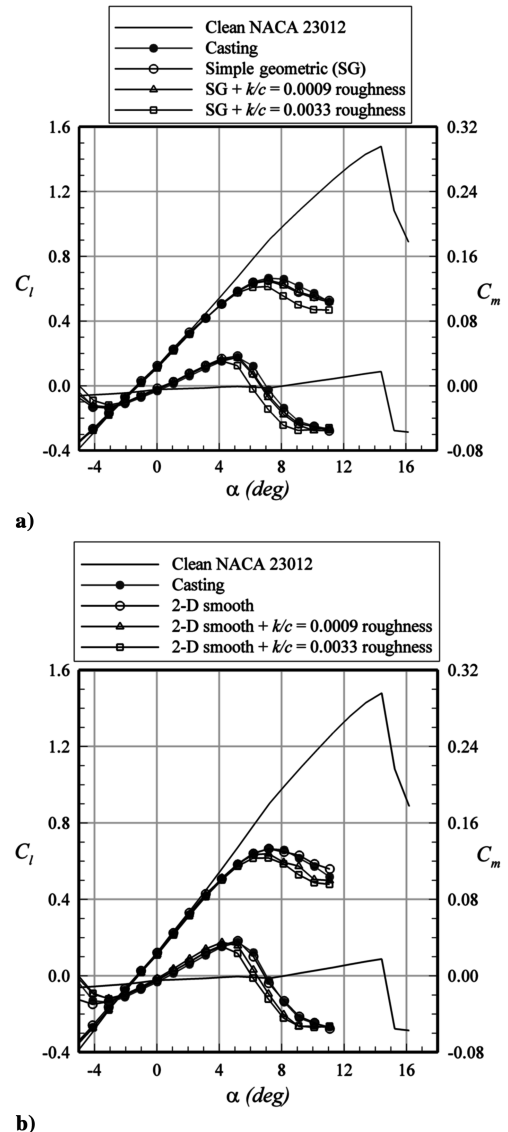 Clean NACA 23012
Casting
Simple geometric (SG)
SG + k/c = 0.0009 roughness
SG + k/c = 0.0033 roughness
1.6 0.32
1.2 0.24
0.8 0.16
Cl Cm
0.4 0.08
0.0 0.00
-0.4 -0.08
-4 0 4 8 12 16
α (deg)
a)
Clean NACA 23012
Casting
2-D smooth
2-D smooth + k/c = 0.0009 roughness
2-D smooth + k/c = 0.0033 roughness
1.6 0.32
1.2 0.24
0.8 0.16
Cl Cm
0.4 0.08
0.0 0.00
-0.4 -0.08
-4 0 4 8 12 16
α (deg)
b)